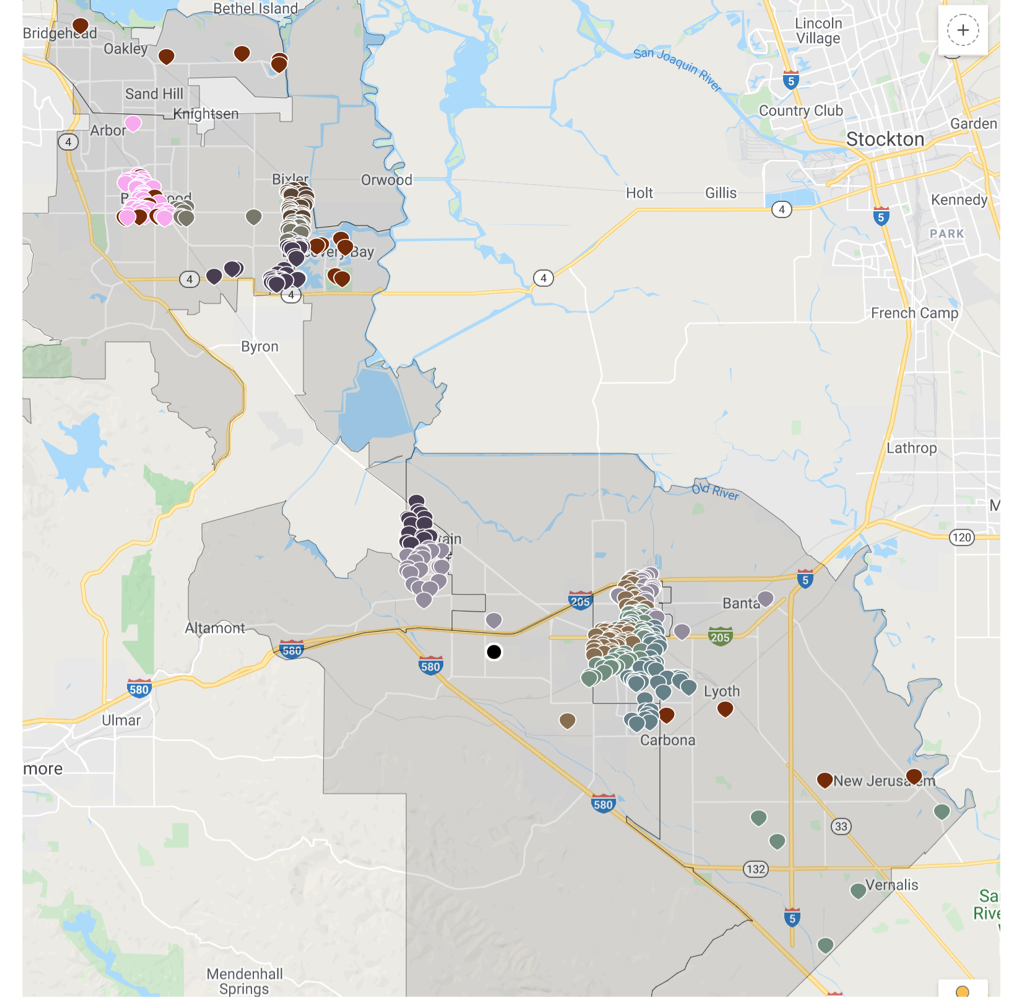 Bethel Island
Lincoln
Village
Bridgehead
Oakley
San Joaquin River
5
Sand Hill
Country Club
Knightsen
Arbor
Garden
4
Stockton
Bixler
Orwood
Holt
Gillis
Kennedy
4
5
PARK
4
4
4
French Camp
Byron
Lathrop
Old River
M
120
5
205
Banta
Altamont
205
580
580
580
Lyoth
Ulmar
Carbona
more
New Jerusalem
580
33
132
Vernalis
Sa
Rive
5
Mendenhall
Springs